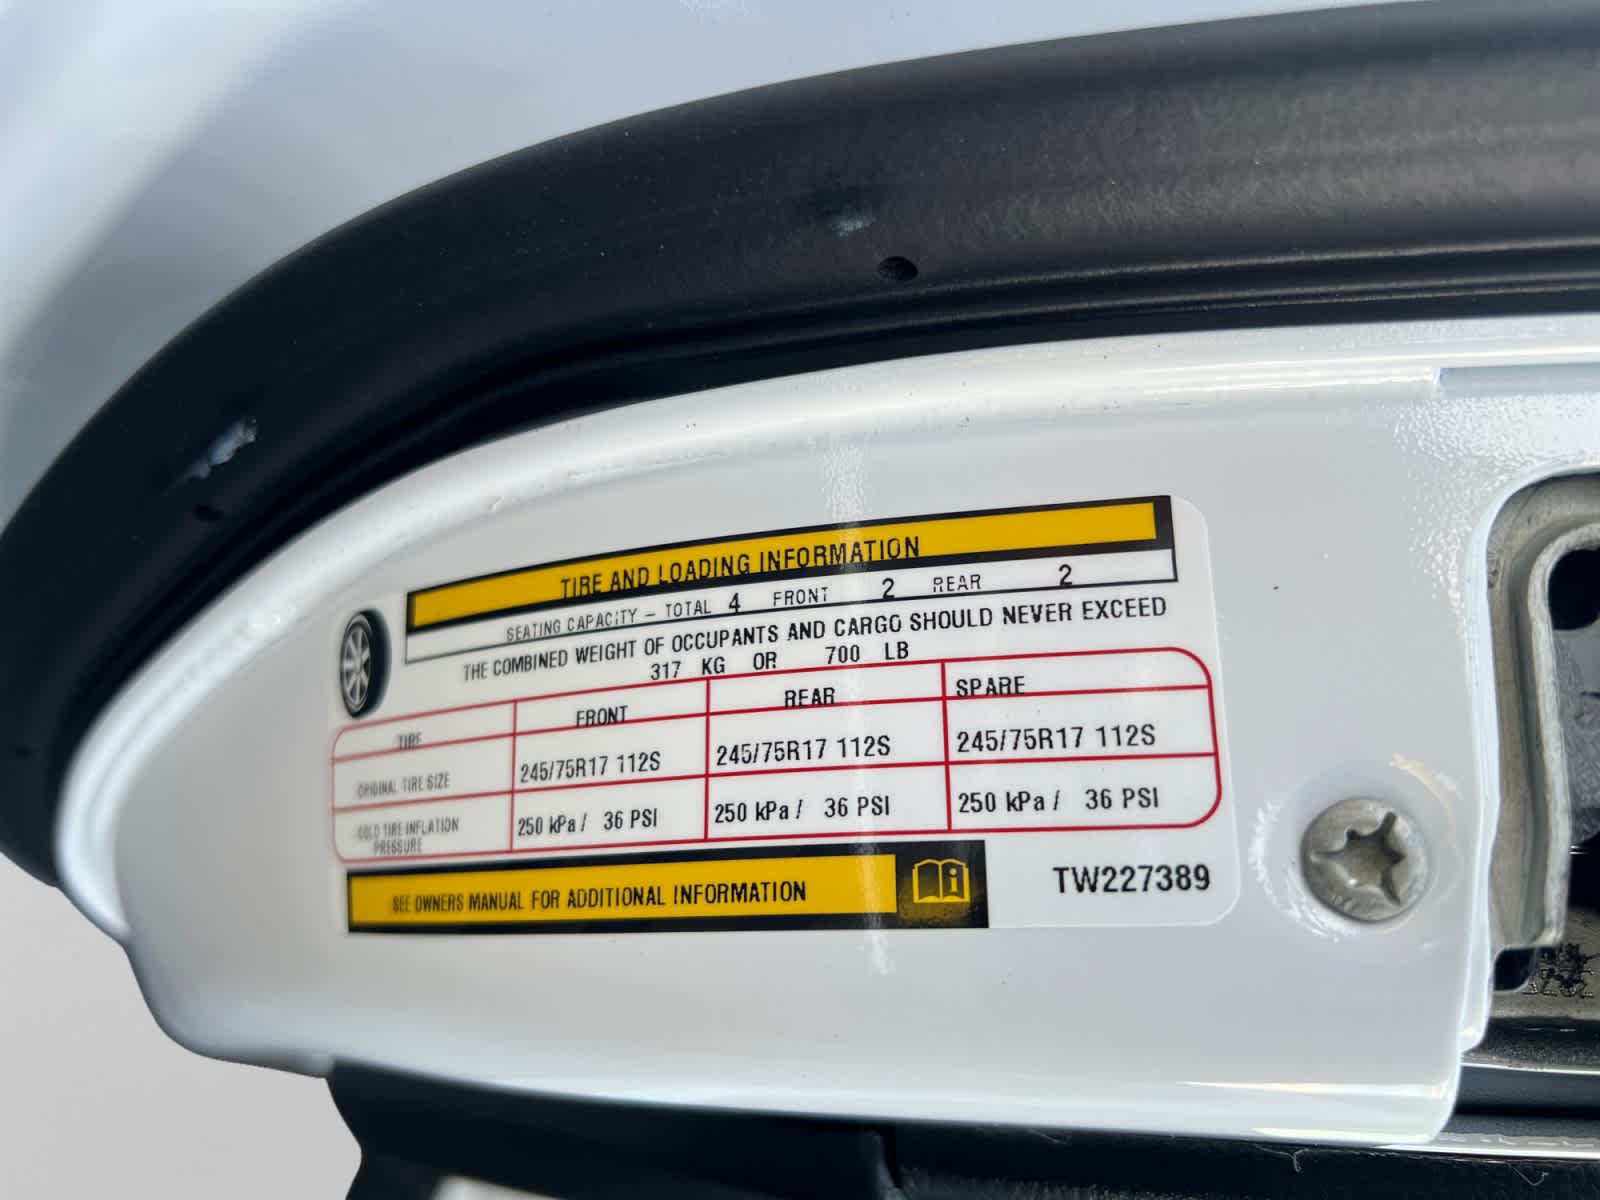 TIRE AND LOADING INFORMATION
SEATING CAPACITY – TOTAL 4 FRONT 2 REAR 2
THE COMBINED WEIGHT OF OCCUPANTS AND CARGO SHOULD NEVER EXCEED
317 KG OR 700 LB
TIRE FRONT REAR SPARE
ORIGINAL TIRE SIZE 245/75R17 112S 245/75R17 112S 245/75R17 112S
COLD TIRE INFLATION PRESSURE 250 kPa / 36 PSI 250 kPa / 36 PSI 250 kPa / 36 PSI
SEE OWNERS MANUAL FOR ADDITIONAL INFORMATION
TW227389